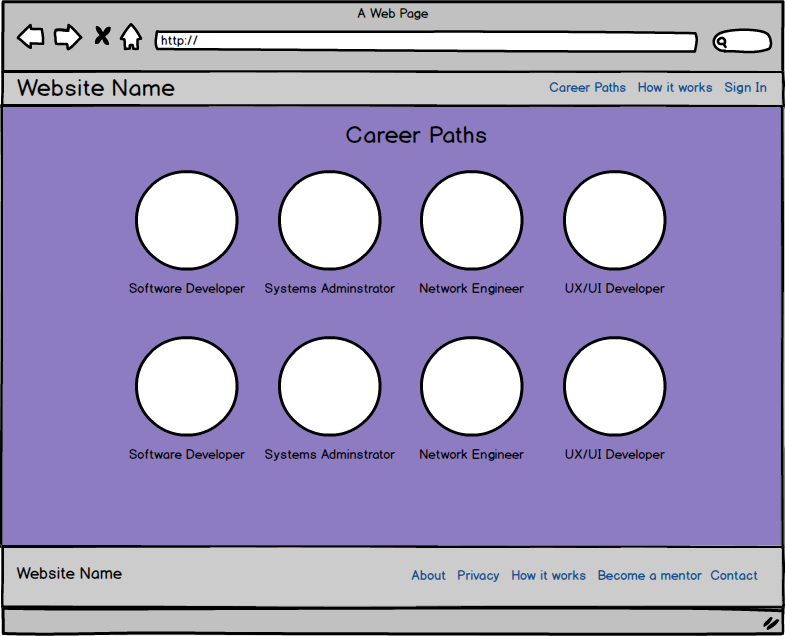 A Web Page
http://
Website Name
Career Paths How it works Sign In
Career Paths
Software Developer Systems Adminstrator Network Engineer UX/UI Developer
Software Developer Systems Adminstrator Network Engineer UX/UI Developer
Website Name
About Privacy How it works Become a mentor Contact